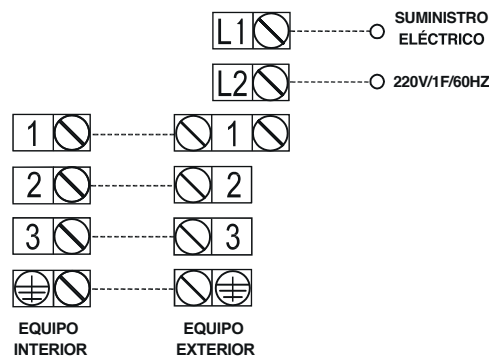 L1 SUMINISTRO
ELÉCTRICO
L2 220V/1F/60HZ
1 1
2 2
3 3
EQUIPO EQUIPO
INTERIOR EXTERIOR